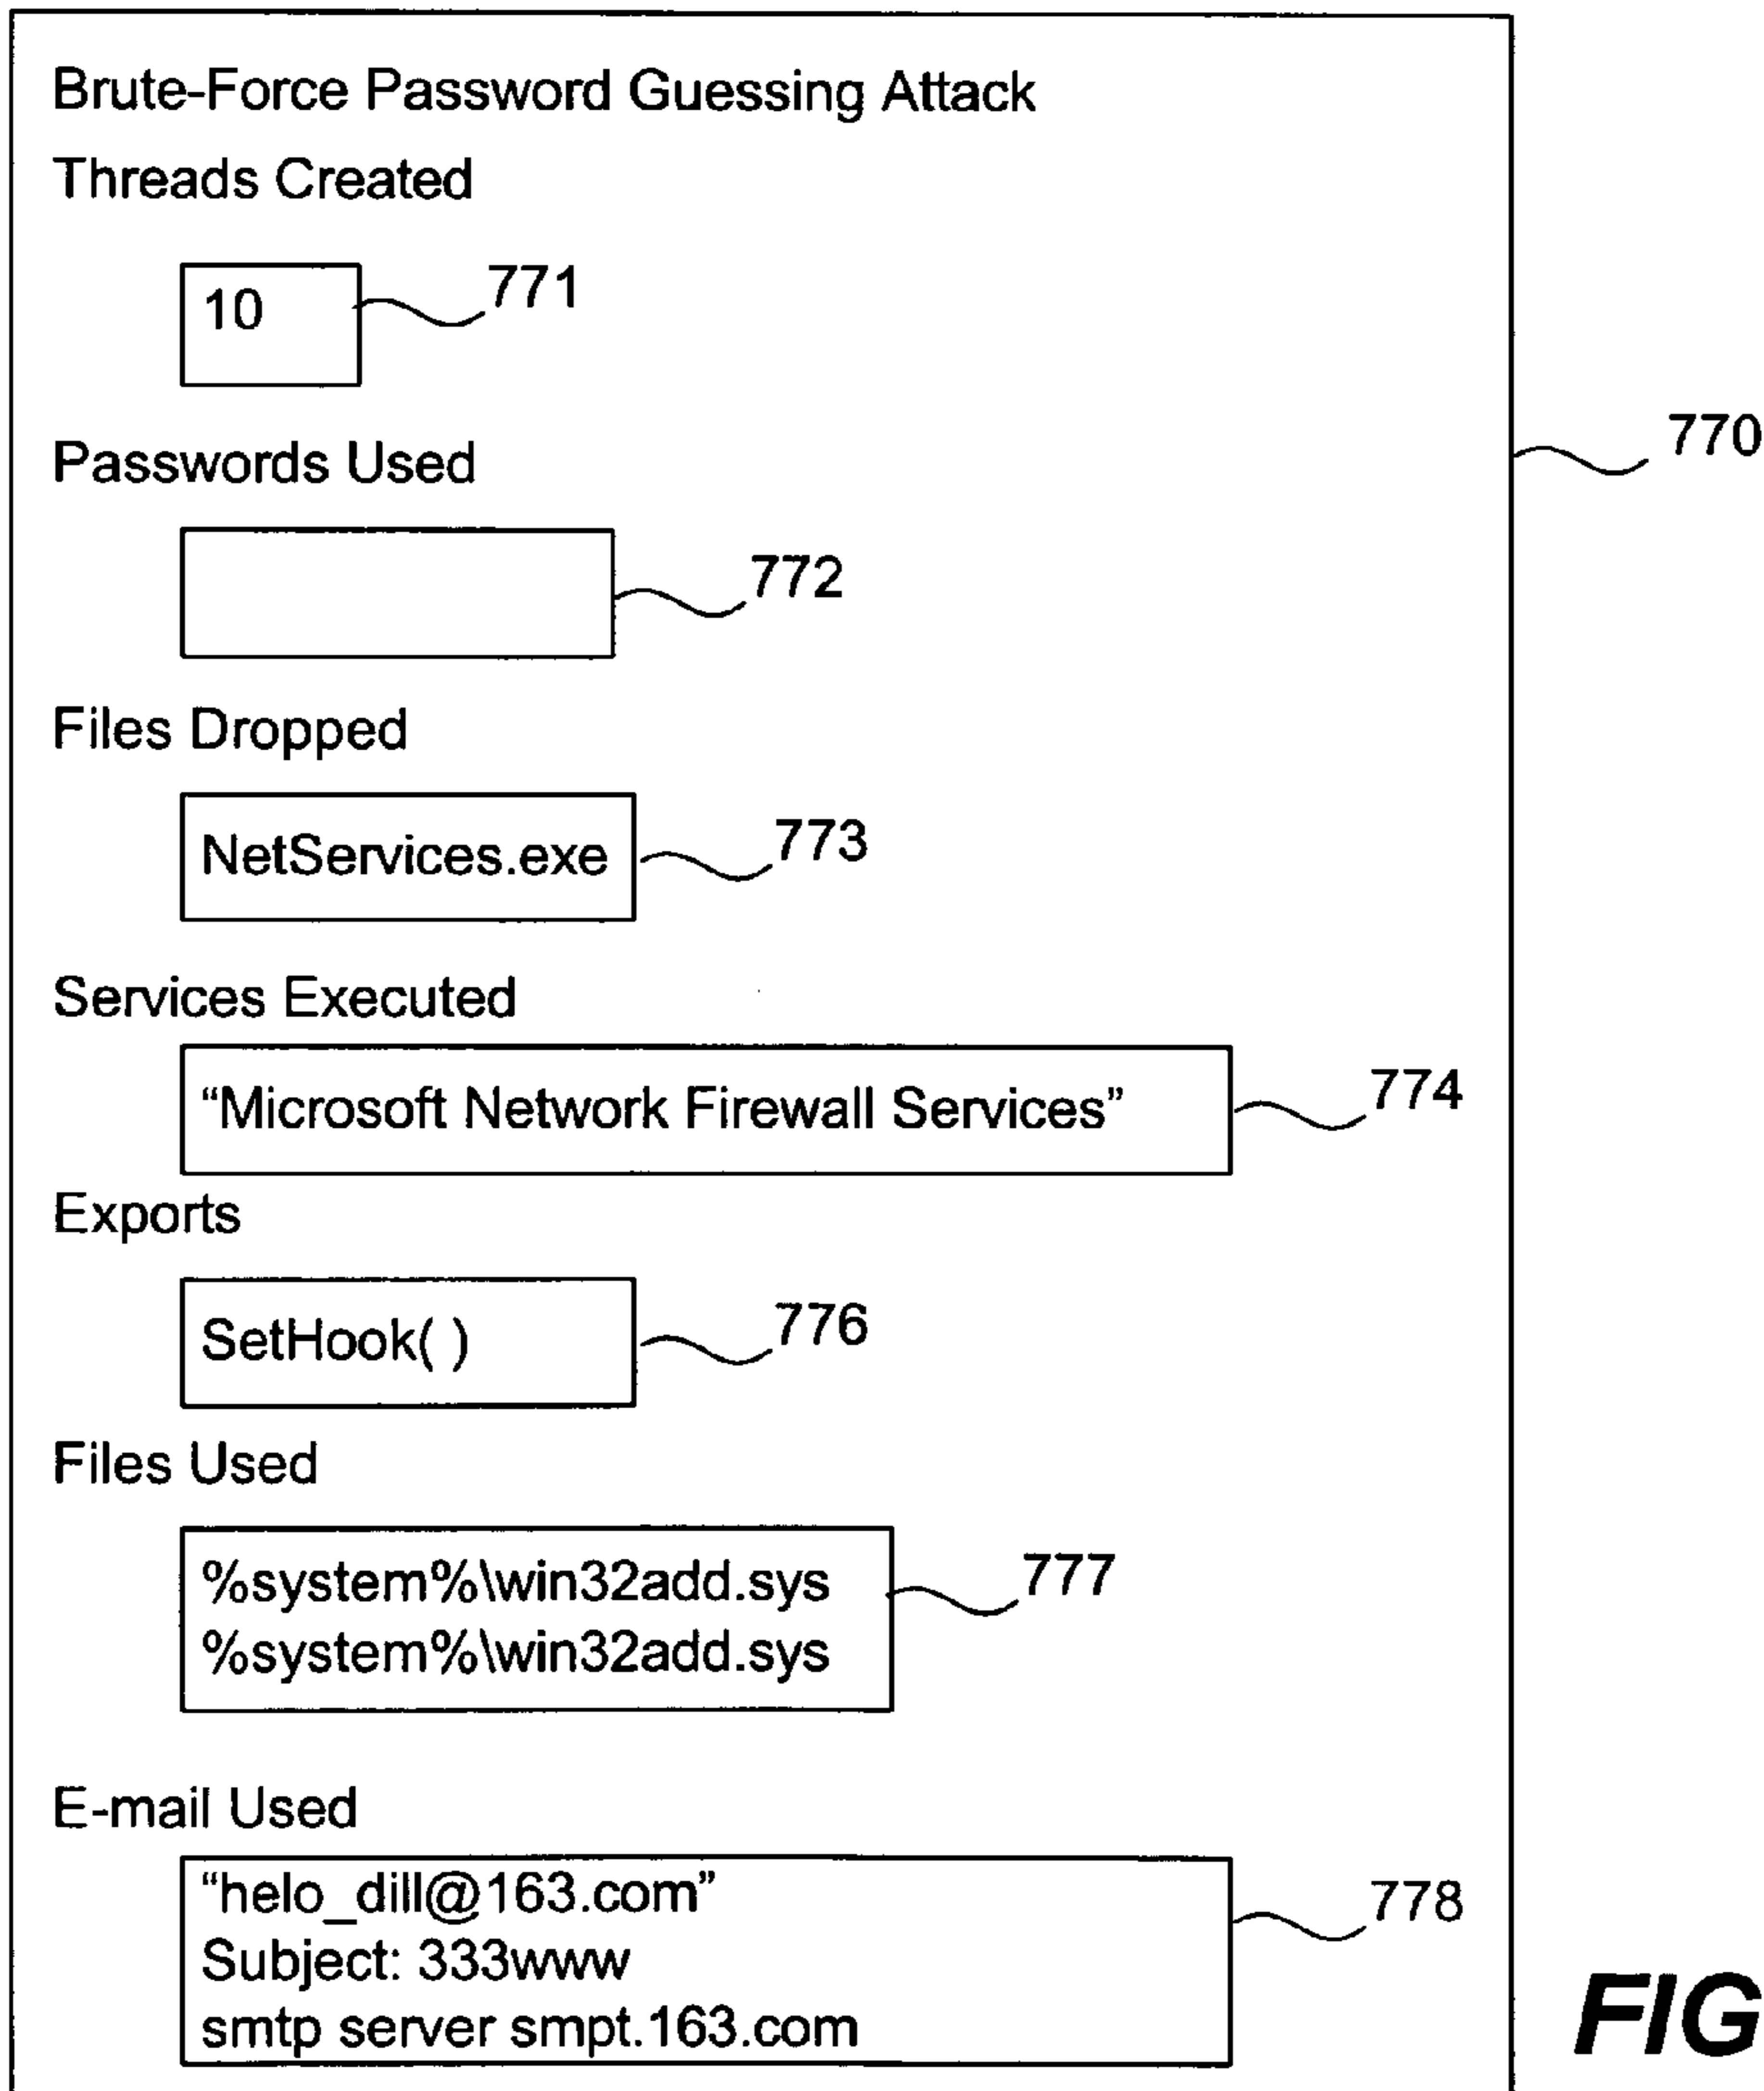 Brute-Force Password Guessing Attack
Threads Created
10
771
770
Passwords Used
772
Files Dropped
NetServices.exe
773
Services Executed
“Microsoft Network Firewall Services”
774
Exports
SetHook( )
776
Files Used
%system%\win32add.sys
777
%system%\win32add.sys
E-mail Used
“helo_dill@163.com”
778
Subject: 333www
smtp server smpt.163.com
FIG